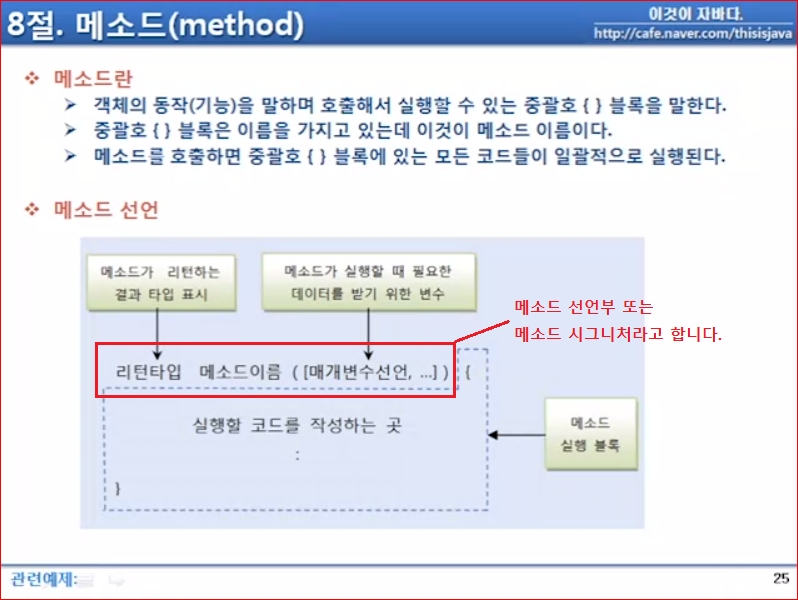 8절. 메소드(method)
이것이 자바다.
http://cafe.naver.com/thisisjava
메소드란
객체의 동작(기능)을 말하며 호출해서 실행할 수 있는 중괄호 { } 블록을 말한다.
중괄호 { } 블록은 이름을 가지고 있는데 이것이 메소드 이름이다.
메소드를 호출하면 중괄호 { } 블록에 있는 모든 코드들이 일괄적으로 실행된다.
메소드 선언
메소드가 리턴하는
결과 타입 표시
메소드가 실행할 때 필요한
데이터를 받기 위한 변수
메소드 선언부 또는
메소드 시그니처라고 합니다.
리턴타입 메소드이름 ( [매개변수선언, ...] ) {
실행할 코드를 작성하는 곳
:
}
메소드
실행 블록
관련예제:
25